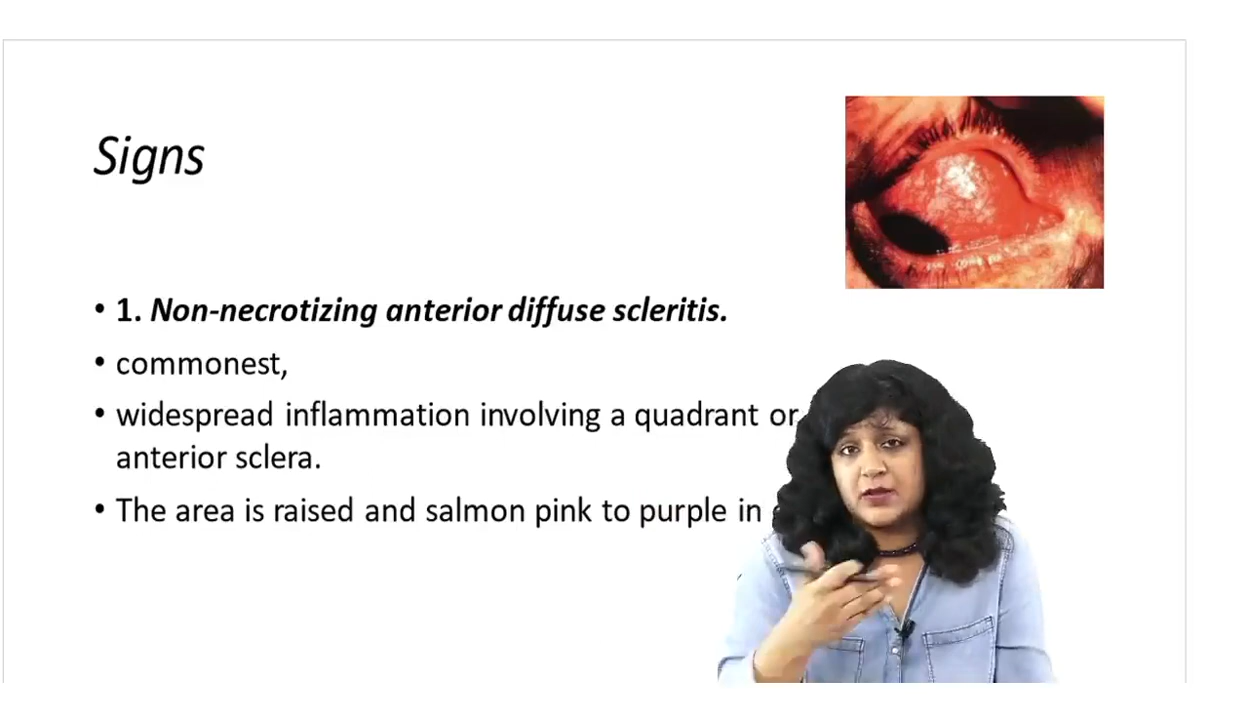 Signs
• 1. Non-necrotizing anterior diffuse scleritis.
• commonest,
• widespread inflammation involving a quadrant or
anterior sclera.
• The area is raised and salmon pink to purple in